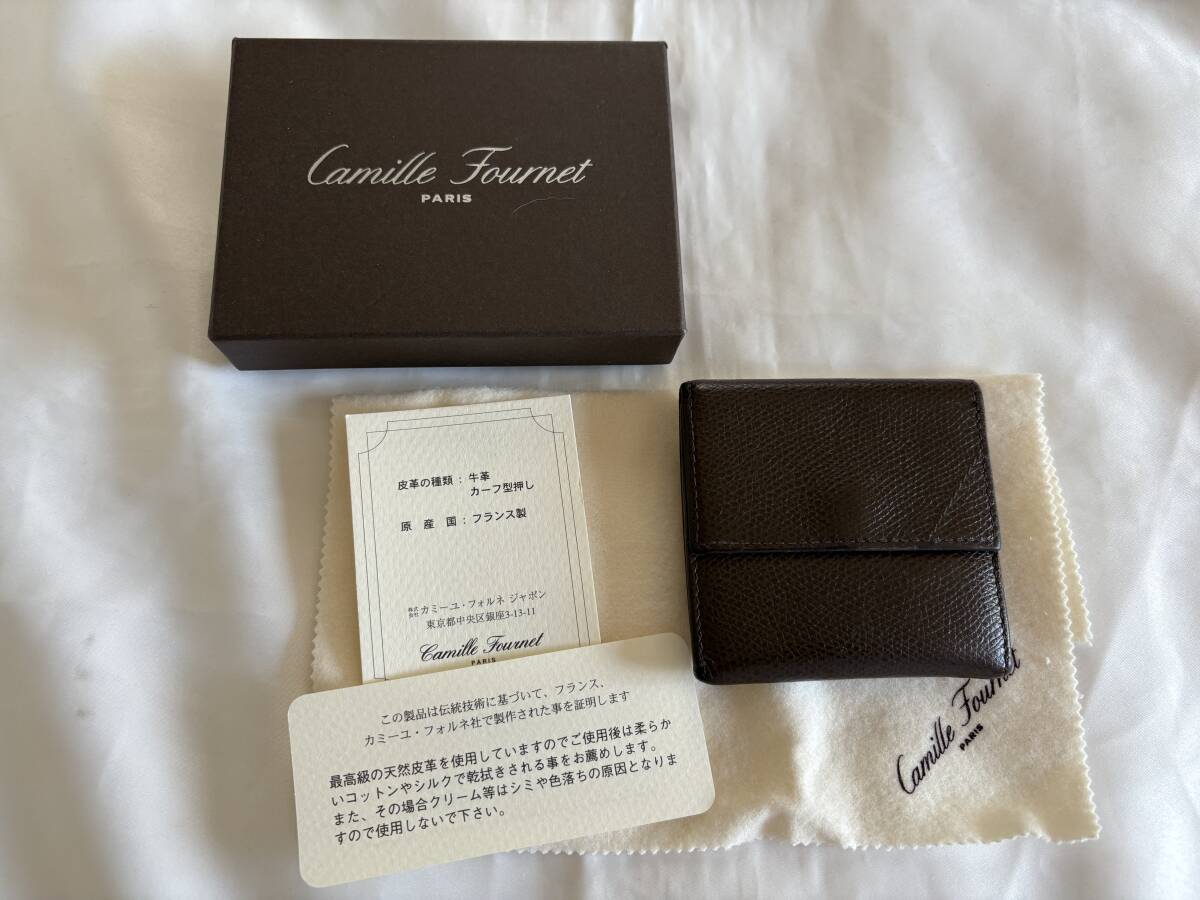 Camille Fournet
PARIS
皮革の種類：牛革
カーフ型押し
原 産 国：フランス製
株式会社 カミーユ・フォルネ ジャポン
東京都中央区銀座3-13-11
Camille Fournet
PARIS
この製品は伝統技術に基づいて、フランス、
カミーユ・フォルネ社で製作された事を証明します
最高級の天然皮革を使用していますのでご使用後は柔らか
いコットンやシルクで乾拭きされる事をお薦めします。
また、その場合クリーム等はシミや色落ちの原因となりま
すので使用しないで下さい。
Camille Fournet
PARIS